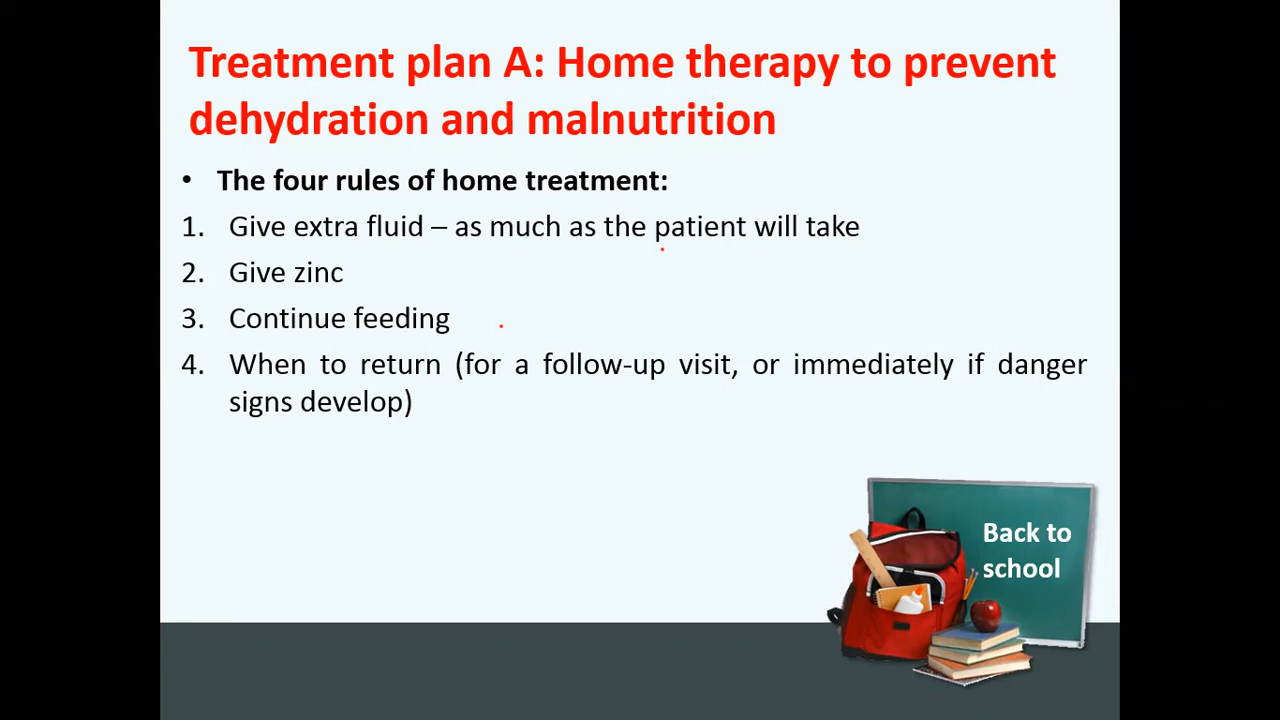 Treatment plan A: Home therapy to prevent
dehydration and malnutrition
• The four rules of home treatment:
1. Give extra fluid – as much as the patient will take
2. Give zinc
3. Continue feeding
4. When to return (for a follow-up visit, or immediately if danger
signs develop)
Back to
school